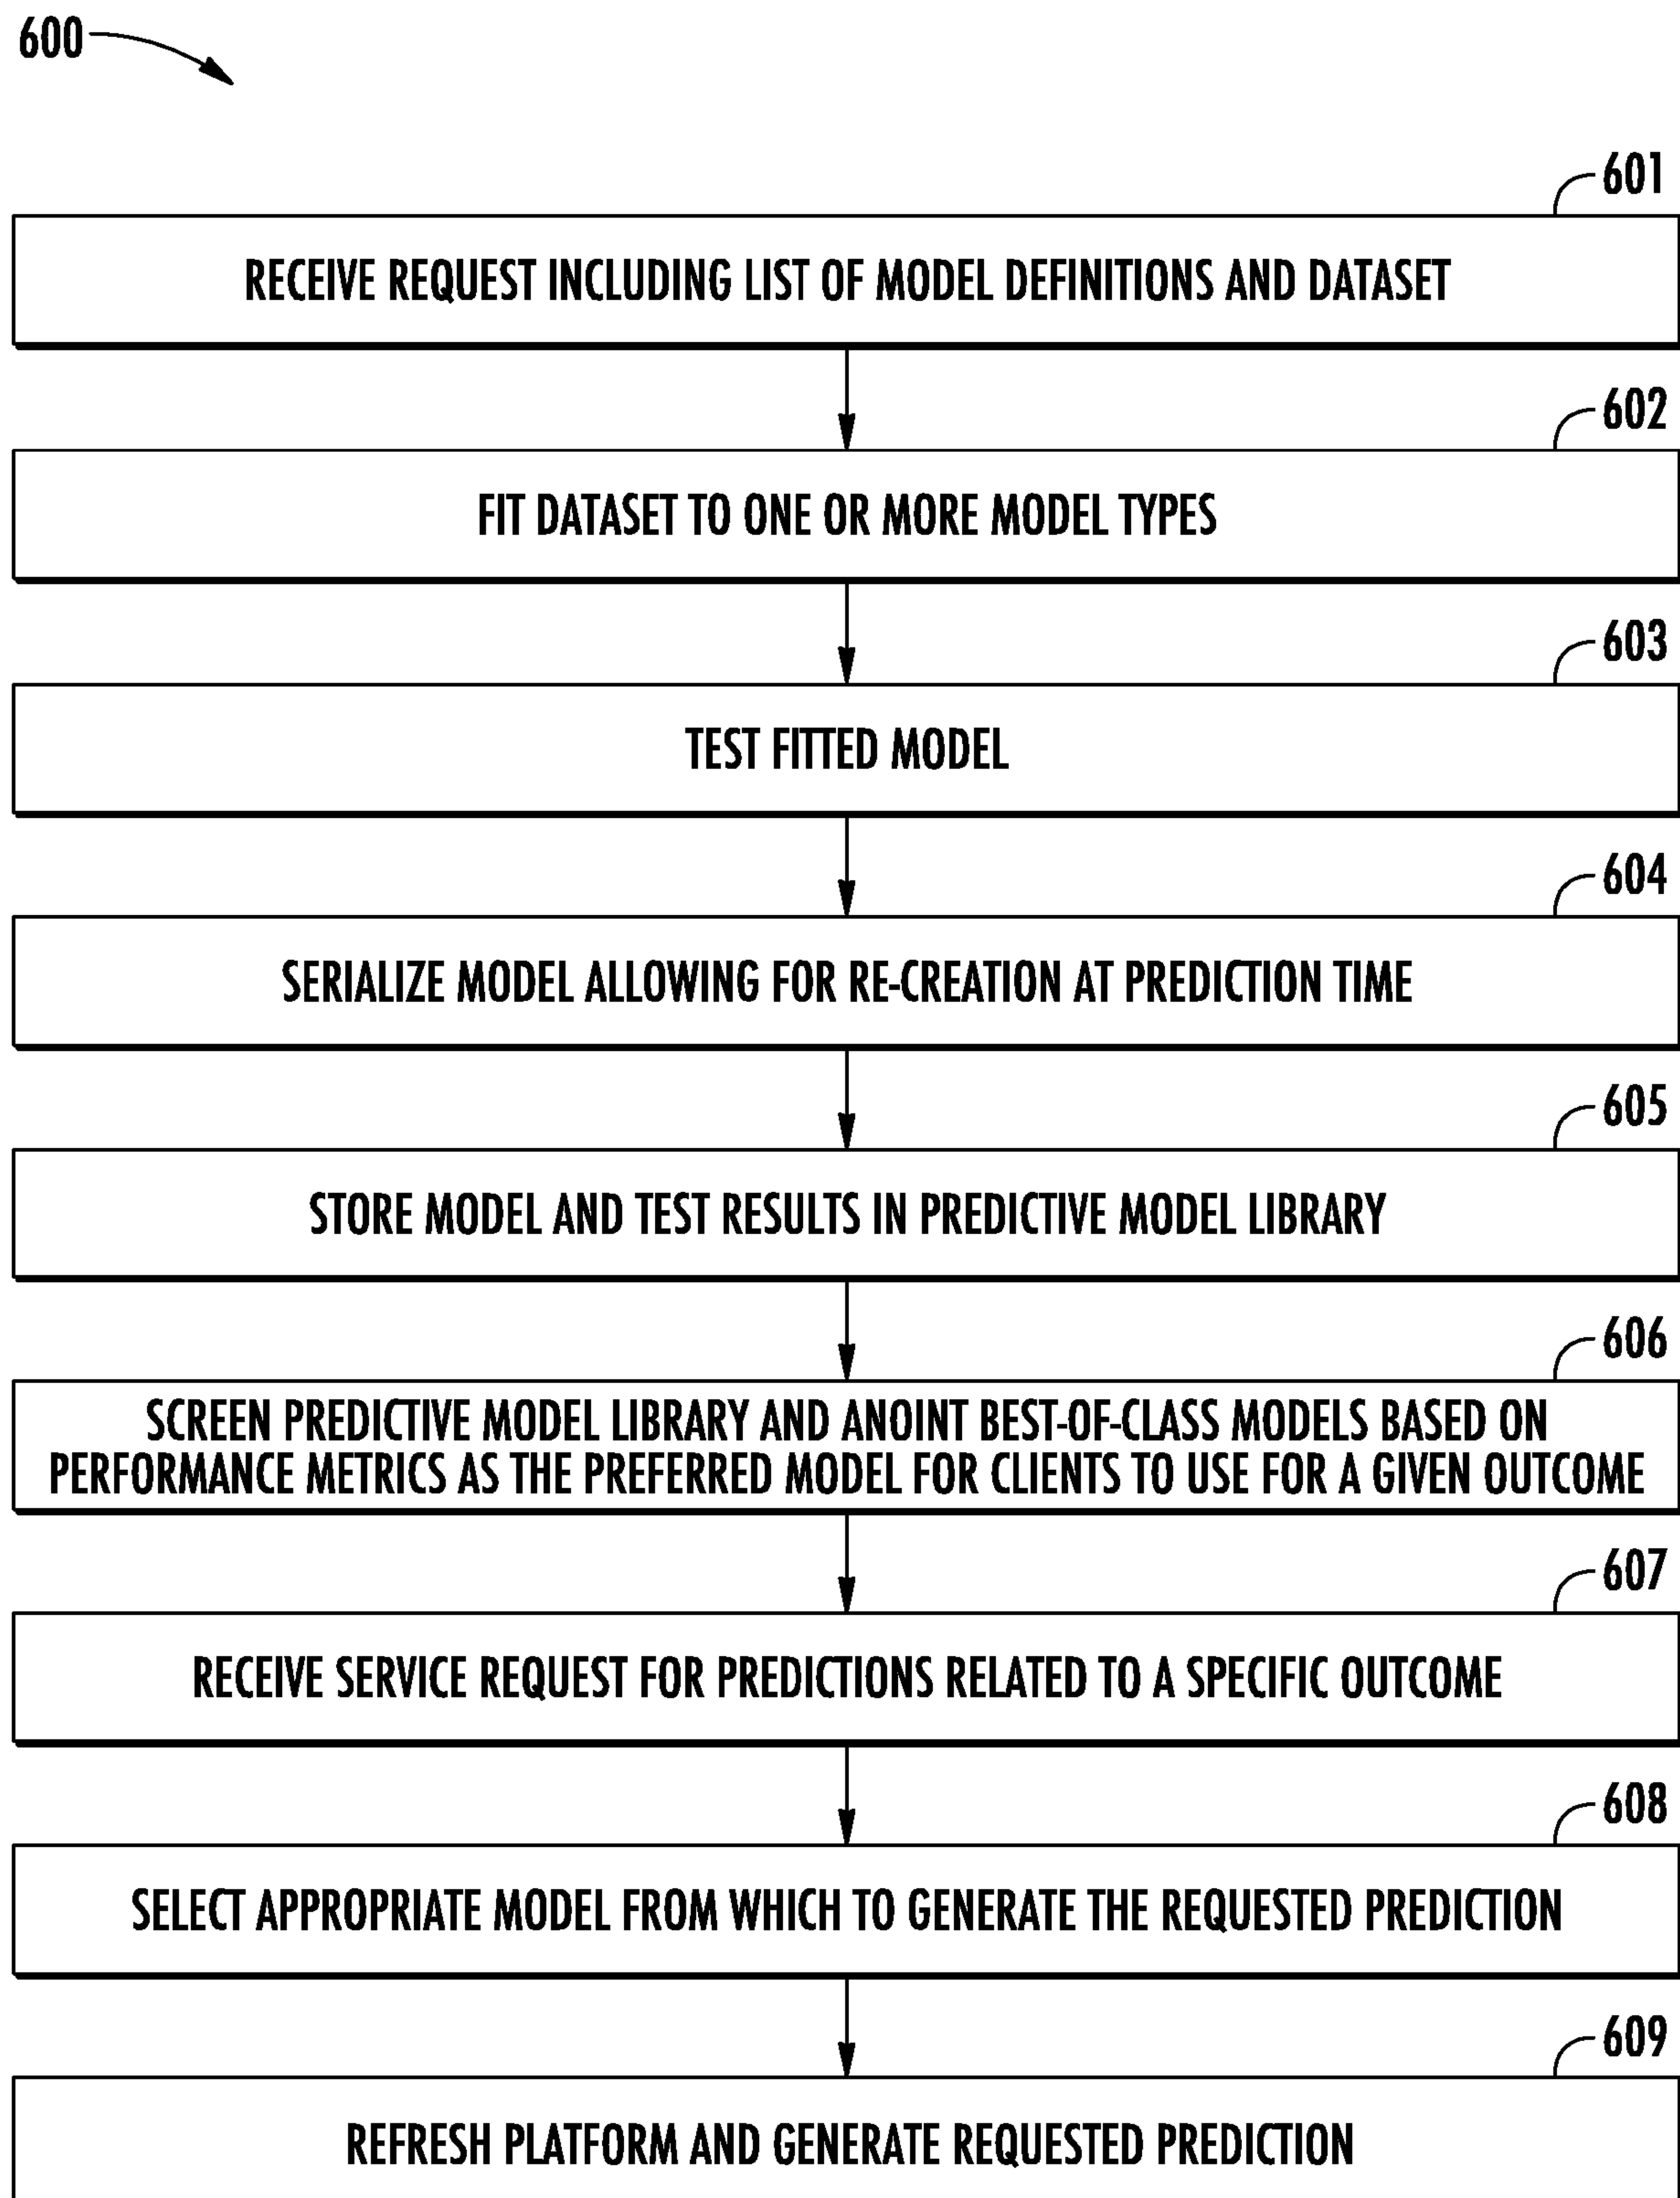 600
601
RECEIVE REQUEST INCLUDING LIST OF MODEL DEFINITIONS AND DATASET
602
FIT DATASET TO ONE OR MORE MODEL TYPES
603
TEST FITTED MODEL
604
SERIALIZE MODEL ALLOWING FOR RE-CREATION AT PREDICTION TIME
605
STORE MODEL AND TEST RESULTS IN PREDICTIVE MODEL LIBRARY
606
SCREEN PREDICTIVE MODEL LIBRARY AND ANOINT BEST-OF-CLASS MODELS BASED ON
PERFORMANCE METRICS AS THE PREFERRED MODEL FOR CLIENTS TO USE FOR A GIVEN OUTCOME
607
RECEIVE SERVICE REQUEST FOR PREDICTIONS RELATED TO A SPECIFIC OUTCOME
608
SELECT APPROPRIATE MODEL FROM WHICH TO GENERATE THE REQUESTED PREDICTION
609
REFRESH PLATFORM AND GENERATE REQUESTED PREDICTION